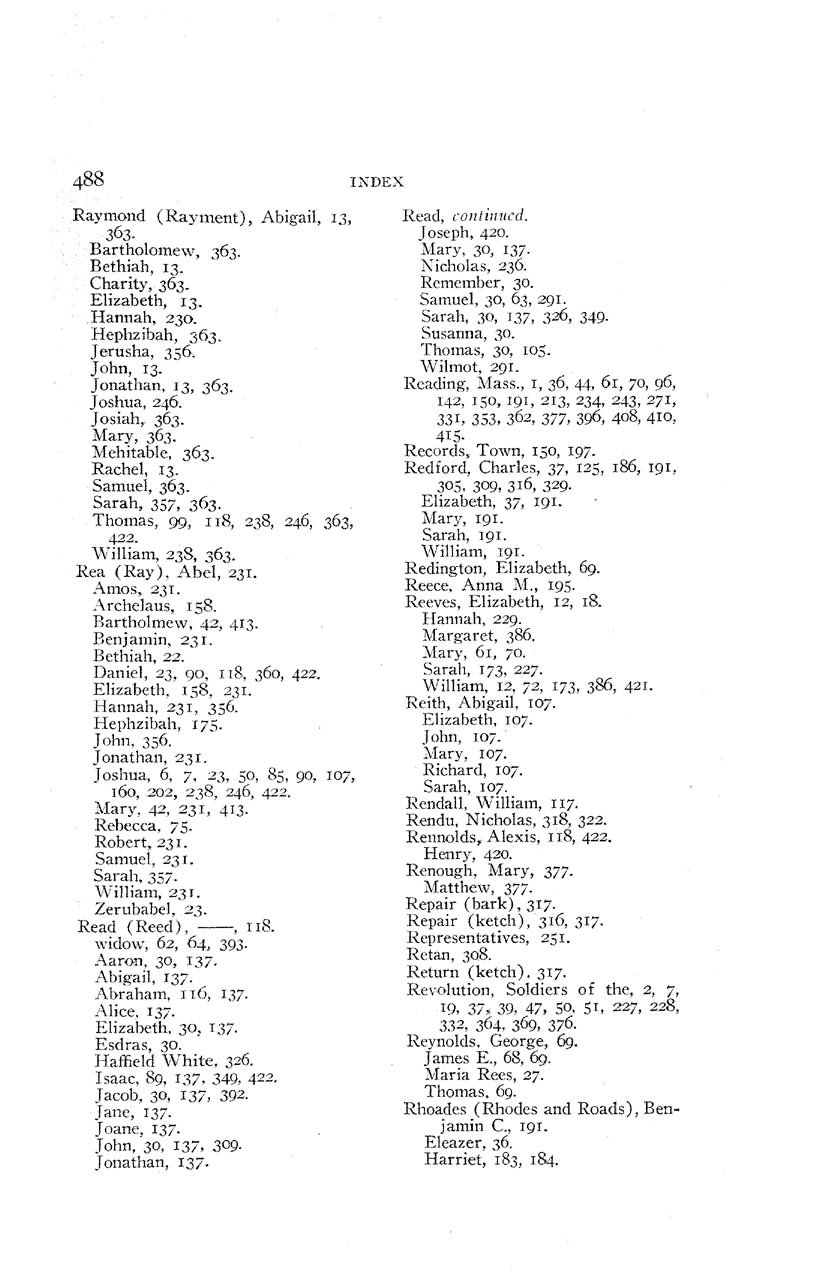 488
INDEX
Raymond (Rayment), Abigail, 13,
363.
Bartholomew, 363.
Bethiah, 13.
Charity, 363.
Elizabeth, 13.
Hannah, 230.
Hephzibah, 363.
Jerusha, 356.
John, 13.
Jonathan, 13, 363.
Joshua, 246.
Josiah, 363.
Mary, 363.
Mehitable, 363.
Rachel, 13.
Samuel, 363.
Sarah, 357, 363.
Thomas, 99, 118, 238, 246, 363,
422.
William, 238, 363.
Rea (Ray), Abel, 231.
Amos, 231.
Archelaus, 158.
Bartholmew, 42, 413.
Benjamin, 231.
Bethiah, 22.
Daniel, 23, 90, 118, 360, 422.
Elizabeth, 158, 231.
Hannah, 231, 356.
Hephzibah, 175.
John, 356.
Jonathan, 231.
Joshua, 6, 7, 23, 50, 85, 90, 107,
160, 202, 238, 246, 422.
Mary, 42, 231, 413.
Rebecca, 75.
Robert, 231.
Samuel, 231.
Sarah, 357.
William, 231.
Zerubabel, 23.
Read (Reed), ——, 118.
widow, 62, 64, 393.
Aaron, 30, 137.
Abigail, 137.
Abraham, 116, 137.
Alice, 137.
Elizabeth, 30, 137.
Esdras, 30.
Haffield White, 326.
Isaac, 89, 137, 349, 422.
Jacob, 30, 137, 392.
Jane, 137.
Joane, 137.
John, 30, 137, 309.
Jonathan, 137.
Read, continued.
Joseph, 420.
Mary, 30, 137.
Nicholas, 236.
Remember, 30.
Samuel, 30, 63, 291.
Sarah, 30, 137, 326, 349.
Susanna, 30.
Thomas, 30, 105.
Wilmot, 291.
Reading, Mass., 1, 36, 44, 61, 70, 96,
142, 150, 191, 213, 234, 243, 271,
331, 353, 362, 377, 396, 408, 410,
415.
Records, Town, 150, 197.
Redford, Charles, 37, 125, 186, 191,
305, 309, 316, 329.
Elizabeth, 37, 191.
Mary, 191.
Sarah, 191.
William, 191.
Redington, Elizabeth, 69.
Reece, Anna M., 195.
Reeves, Elizabeth, 12, 18.
Hannah, 229.
Margaret, 386.
Mary, 61, 70.
Sarah, 173, 227.
William, 12, 72, 173, 386, 421.
Reith, Abigail, 107.
Elizabeth, 107.
John, 107.
Mary, 107.
Richard, 107.
Sarah, 107.
Rendall, William, 117.
Rendu, Nicholas, 318, 322.
Rennolds, Alexis, 118, 422.
Henry, 420.
Renough, Mary, 377.
Matthew, 377.
Repair (bark), 317.
Repair (ketch), 316, 317.
Representatives, 251.
Retan, 308.
Return (ketch), 317.
Revolution, Soldiers of the, 2, 7,
19, 37, 39, 47, 50, 51, 227, 228,
332, 364, 369, 376.
Reynolds, George, 69.
James E., 68, 69.
Maria Rees, 27.
Thomas, 69.
Rhoades (Rhodes and Roads), Ben-
jamin C., 191.
Eleazer, 36.
Harriet, 183, 184.